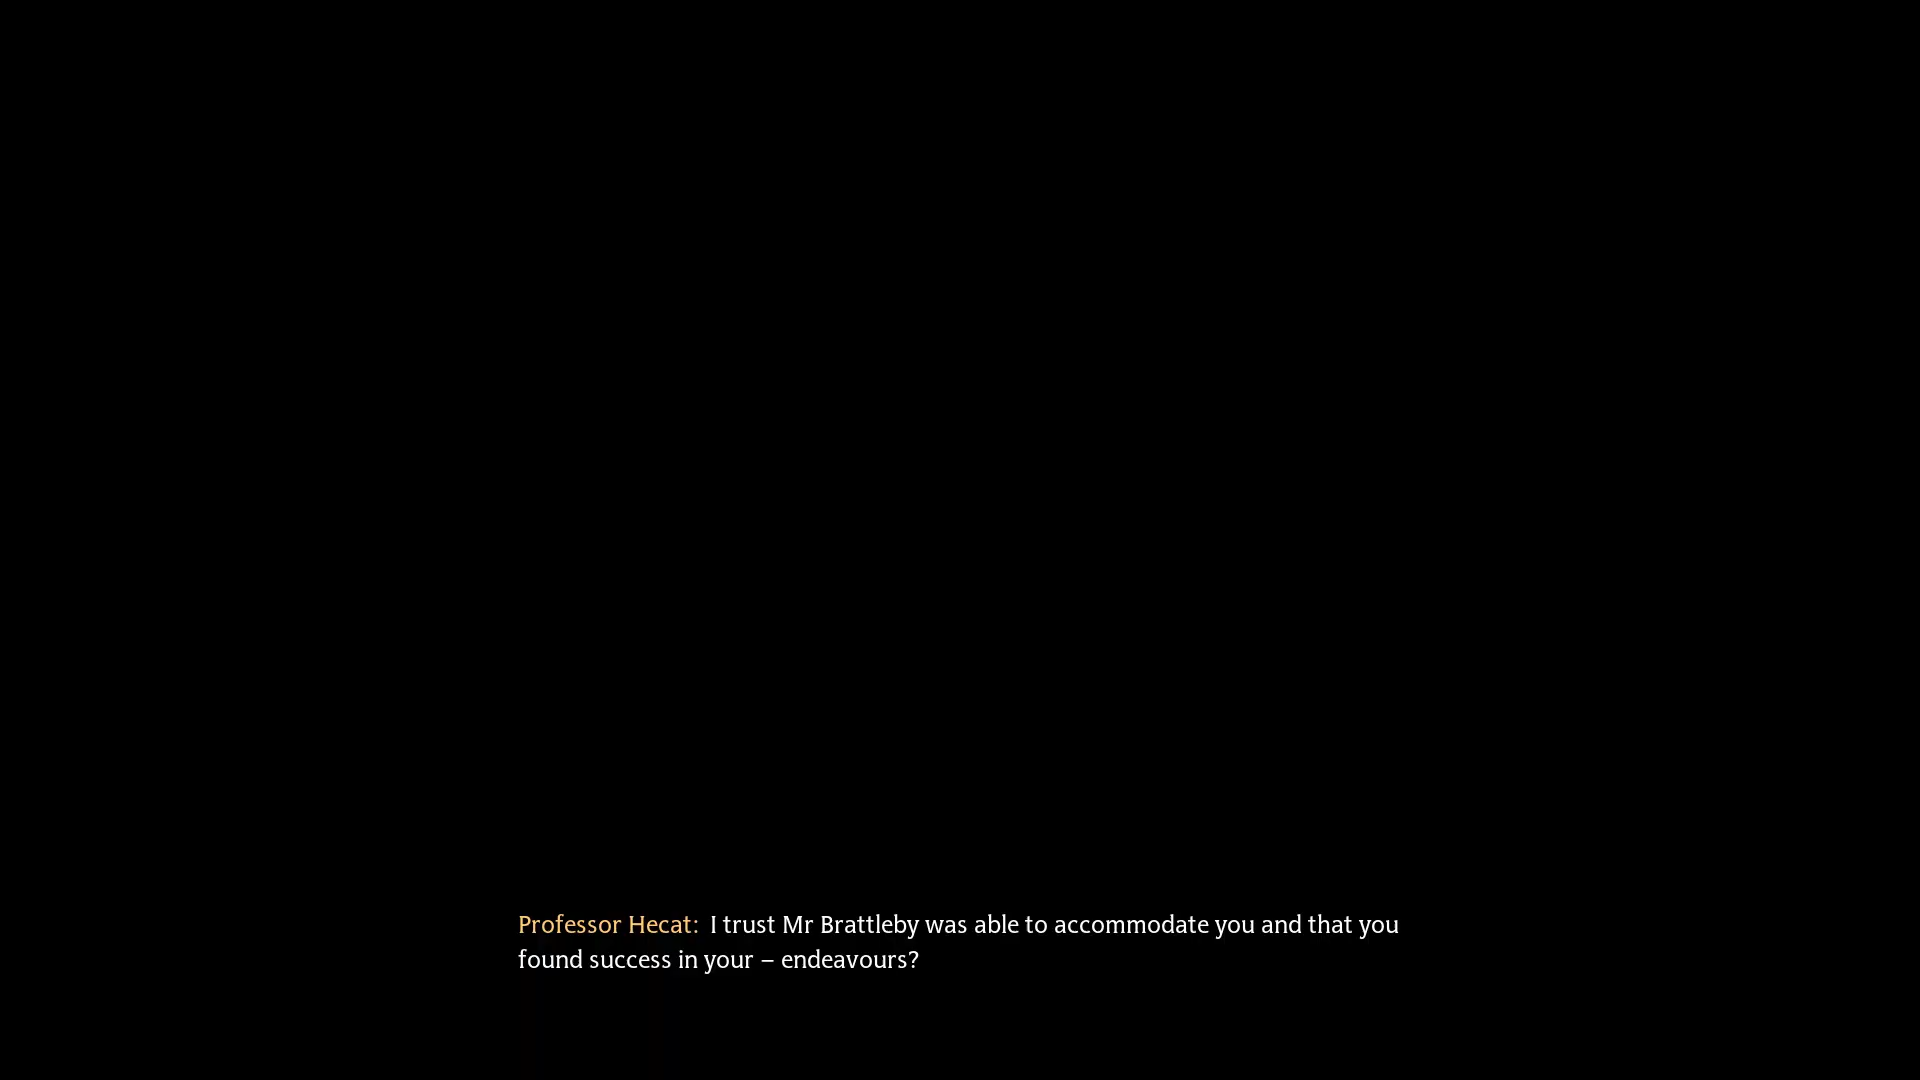 Professor Hecat: I trust Mr Brattleby was able to accommodate you and that you
found success in your – endeavours?